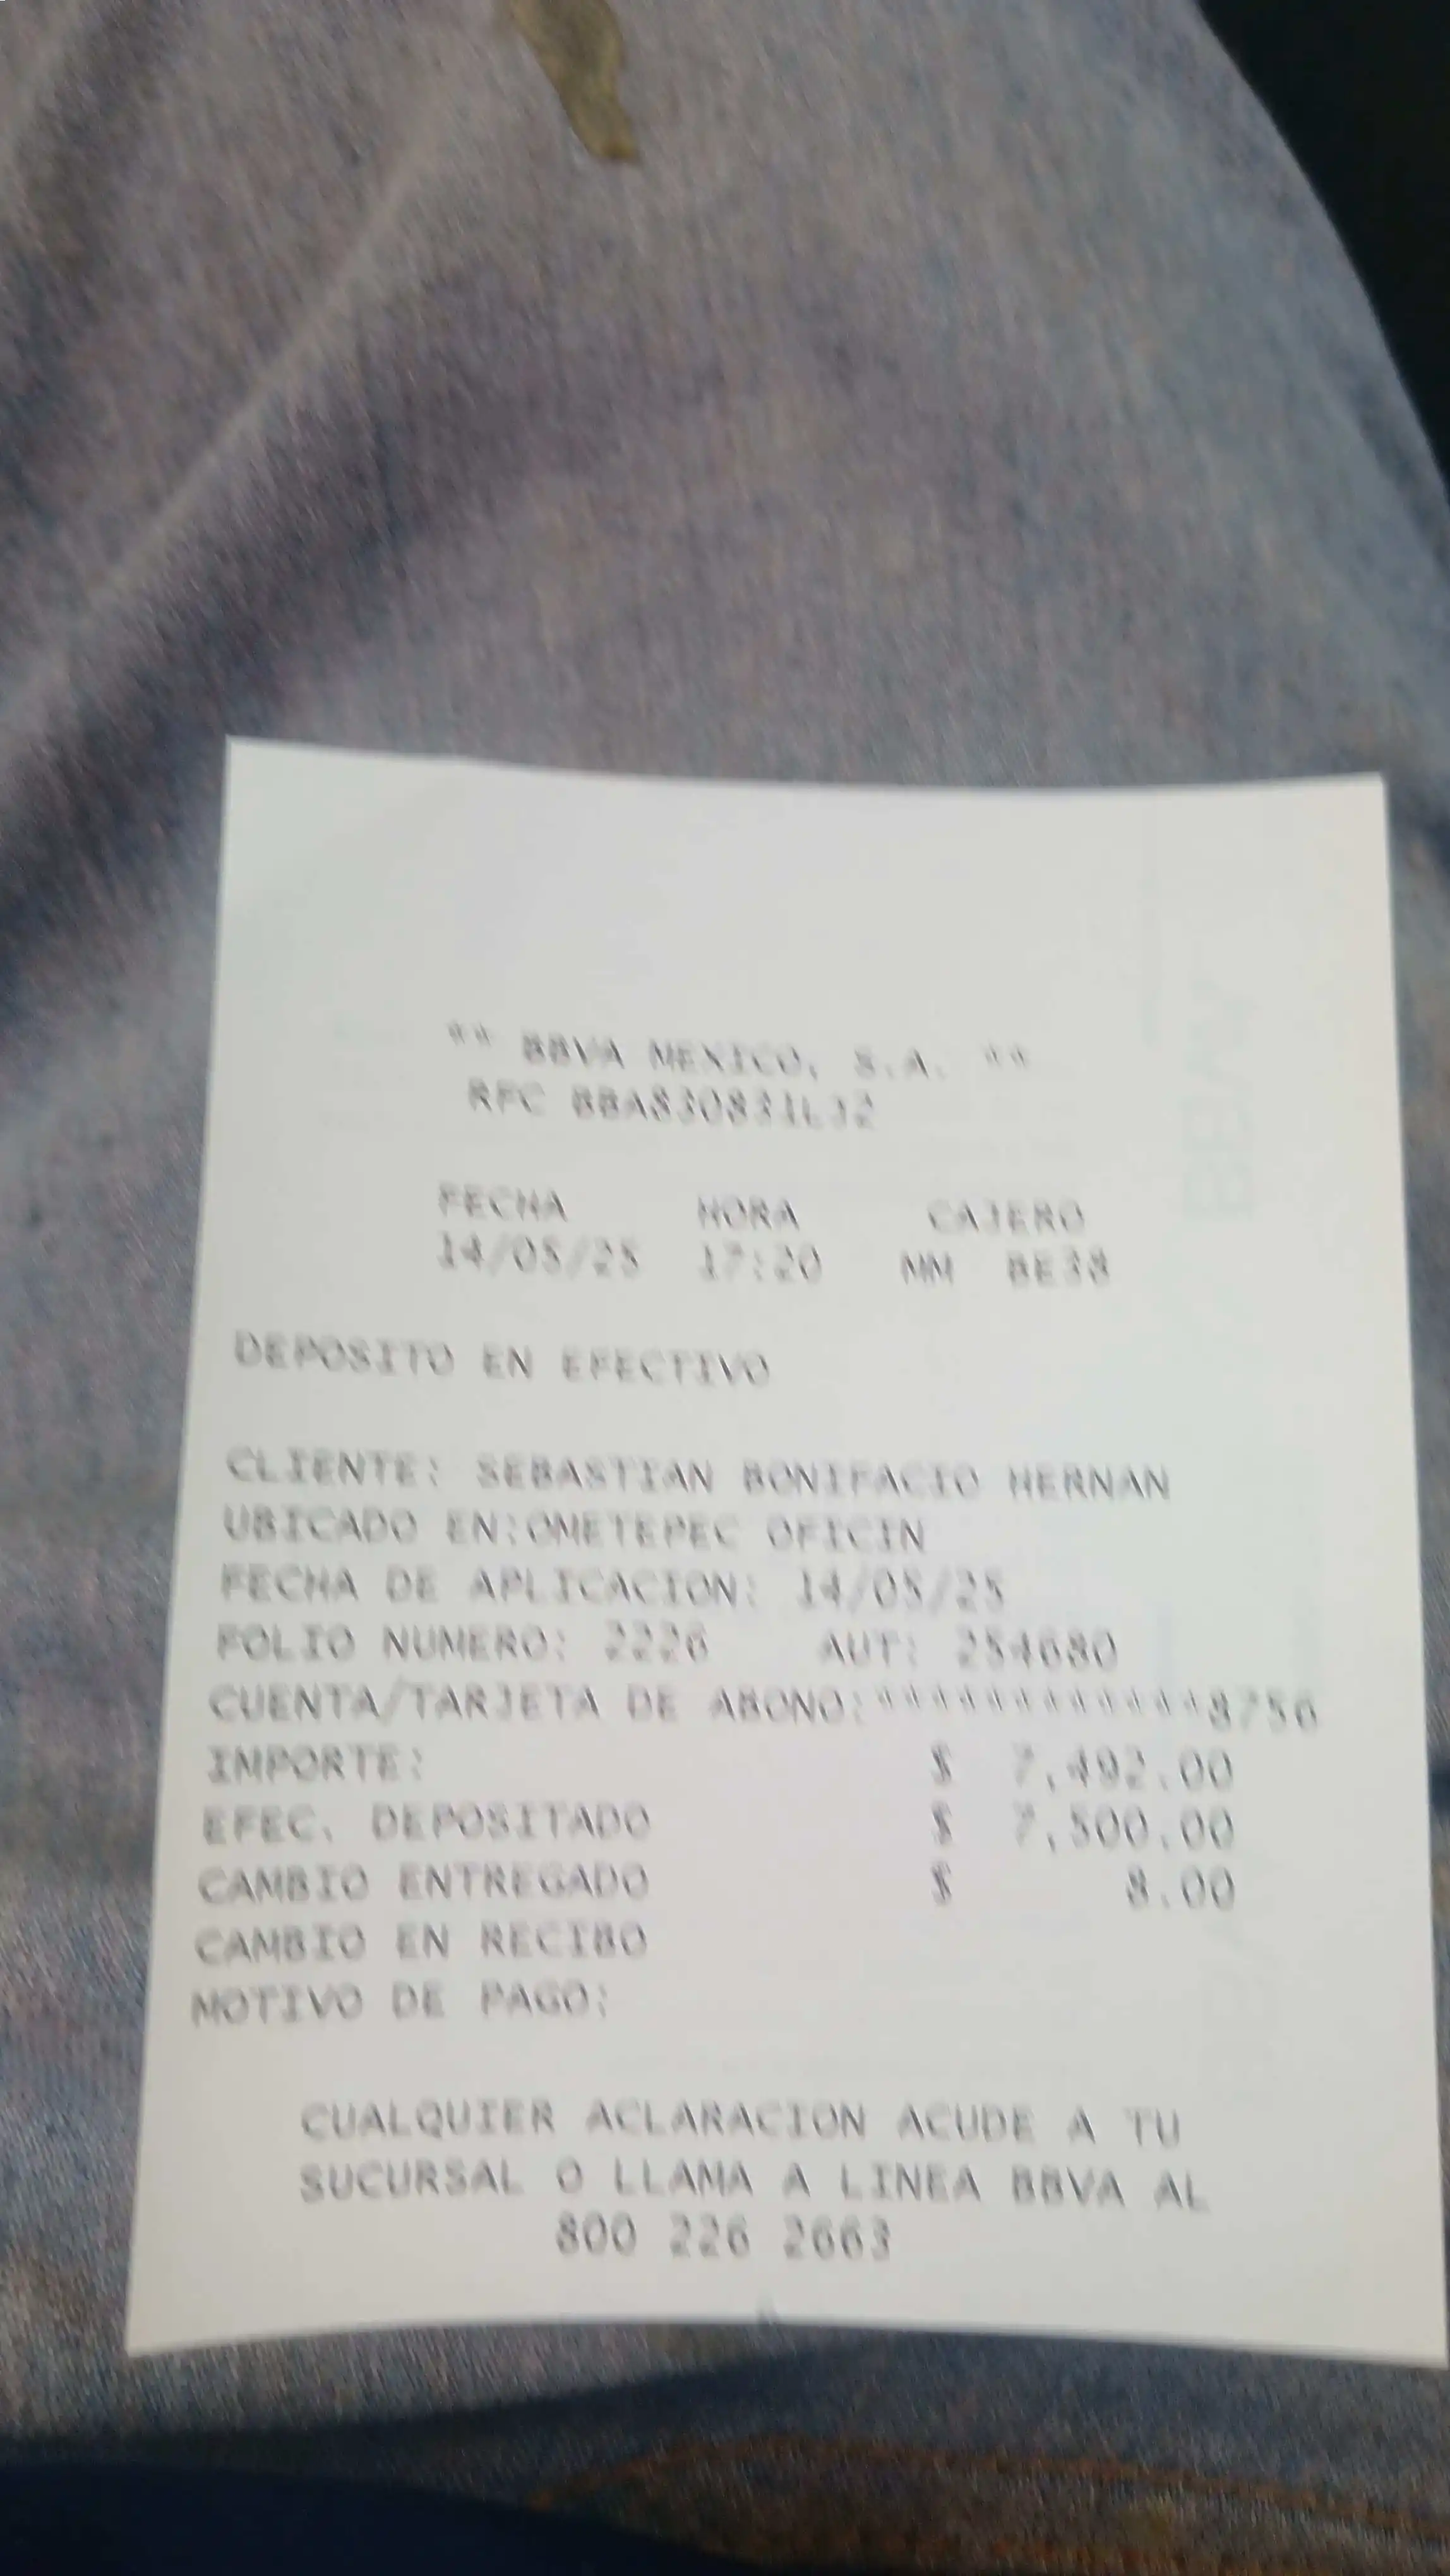 ** BBVA MEXICO, S.A. **
RFC BBA830831LJ2
FECHA HORA CAJERO
14/05/25 17:20 MM BE38
DEPOSITO EN EFECTIVO
CLIENTE: SEBASTIAN BONIFACIO HERNAN
UBICADO EN:OMETEPEC OFICIN
FECHA DE APLICACION: 14/05/25
FOLIO NUMERO: 2226 AUT: 254680
CUENTA/TARJETA DE ABONO:************8756
IMPORTE: $ 7,492.00
EFEC. DEPOSITADO $ 7,500.00
CAMBIO ENTREGADO $ 8.00
CAMBIO EN RECIBO
MOTIVO DE PAGO:
CUALQUIER ACLARACION ACUDE A TU
SUCURSAL O LLAMA A LINEA BBVA AL
800 226 2663